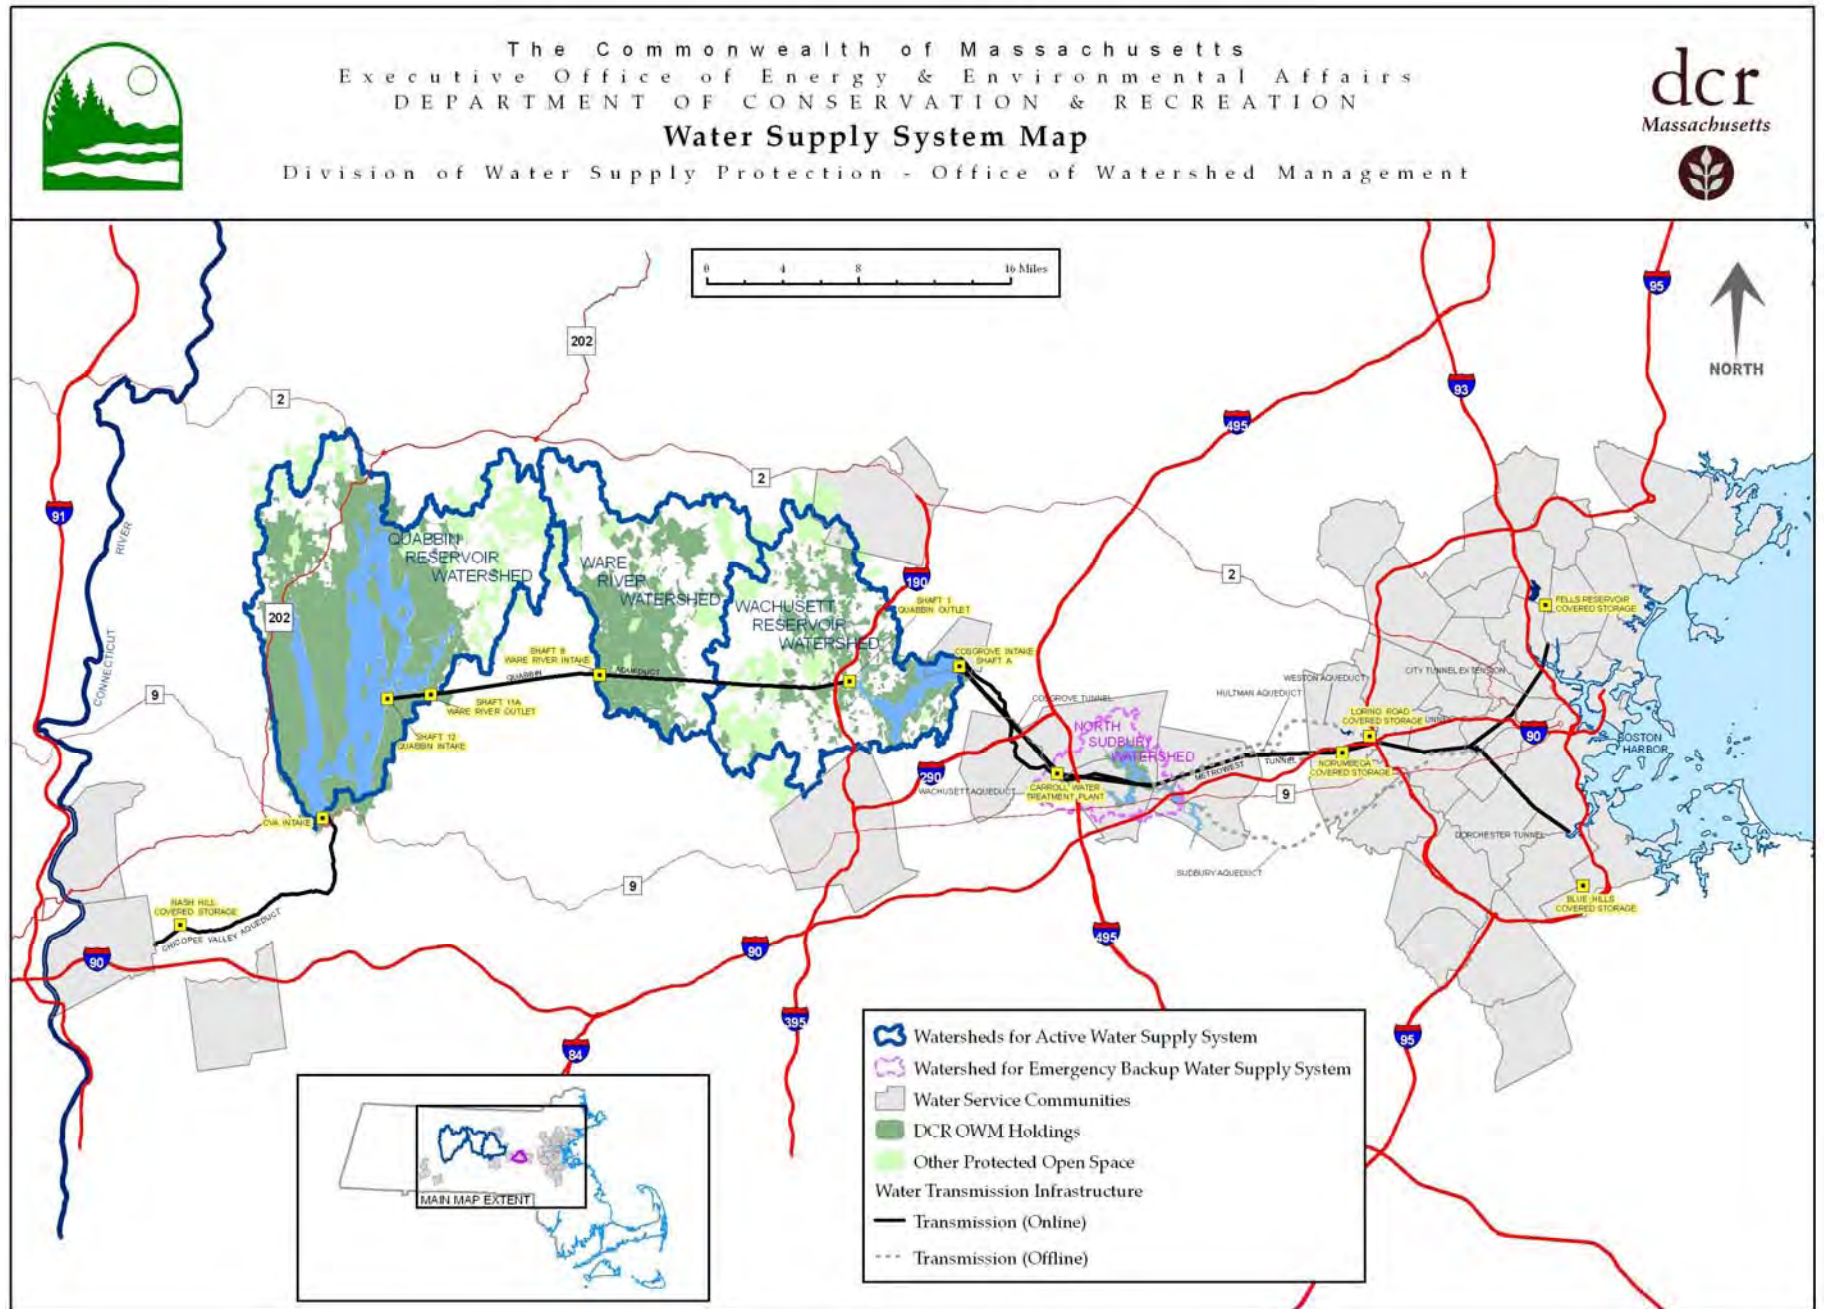 The Commonwealth of Massachusetts
Executive Office of Energy & Environmental Affairs
DEPARTMENT OF CONSERVATION & RECREATION
Water Supply System Map
Division of Water Supply Protection - Office of Watershed Management
dcr
Massachusetts
0 4 8 16 Miles
NORTH
202
2
95
93
495
2
91
RIVER
CONNECTICUT
QUABBIN
RESERVOIR
WATERSHED
WARE
RIVER
WATERSHED
WACHUSETT
RESERVOIR
WATERSHED
190
2
202
SHAFT 1
QUABBIN OUTLET
FELLS RESERVOIR
COVERED STORAGE
SHAFT 8
WARE RIVER INTAKE
QUABBIN
AQUEDUCT
COSGROVE INTAKE
SHAFT A
CITY TUNNEL EXTENSION
WESTON AQUEDUCT
HULTMAN AQUEDUCT
COSGROVE TUNNEL
9
SHAFT 11A
WARE RIVER OUTLET
SHAFT 12
QUABBIN INTAKE
LORING ROAD
COVERED STORAGE
90
BOSTON
HARBOR
NORTH
SUDBURY
WATERSHED
METROWEST
TUNNEL
NORUMBEGA
COVERED STORAGE
290
WACHUSETT AQUEDUCT
CARROLL WATER
TREATMENT PLANT
9
CVA INTAKE
DORCHESTER TUNNEL
SUDBURY AQUEDUCT
9
NASH HILL
COVERED STORAGE
CHICOPEE VALLEY AQUEDUCT
BLUE HILLS
COVERED STORAGE
90
90
495
395
84
95
MAIN MAP EXTENT
Watersheds for Active Water Supply System
Watershed for Emergency Backup Water Supply System
Water Service Communities
DCR OWM Holdings
Other Protected Open Space
Water Transmission Infrastructure
Transmission (Online)
Transmission (Offline)